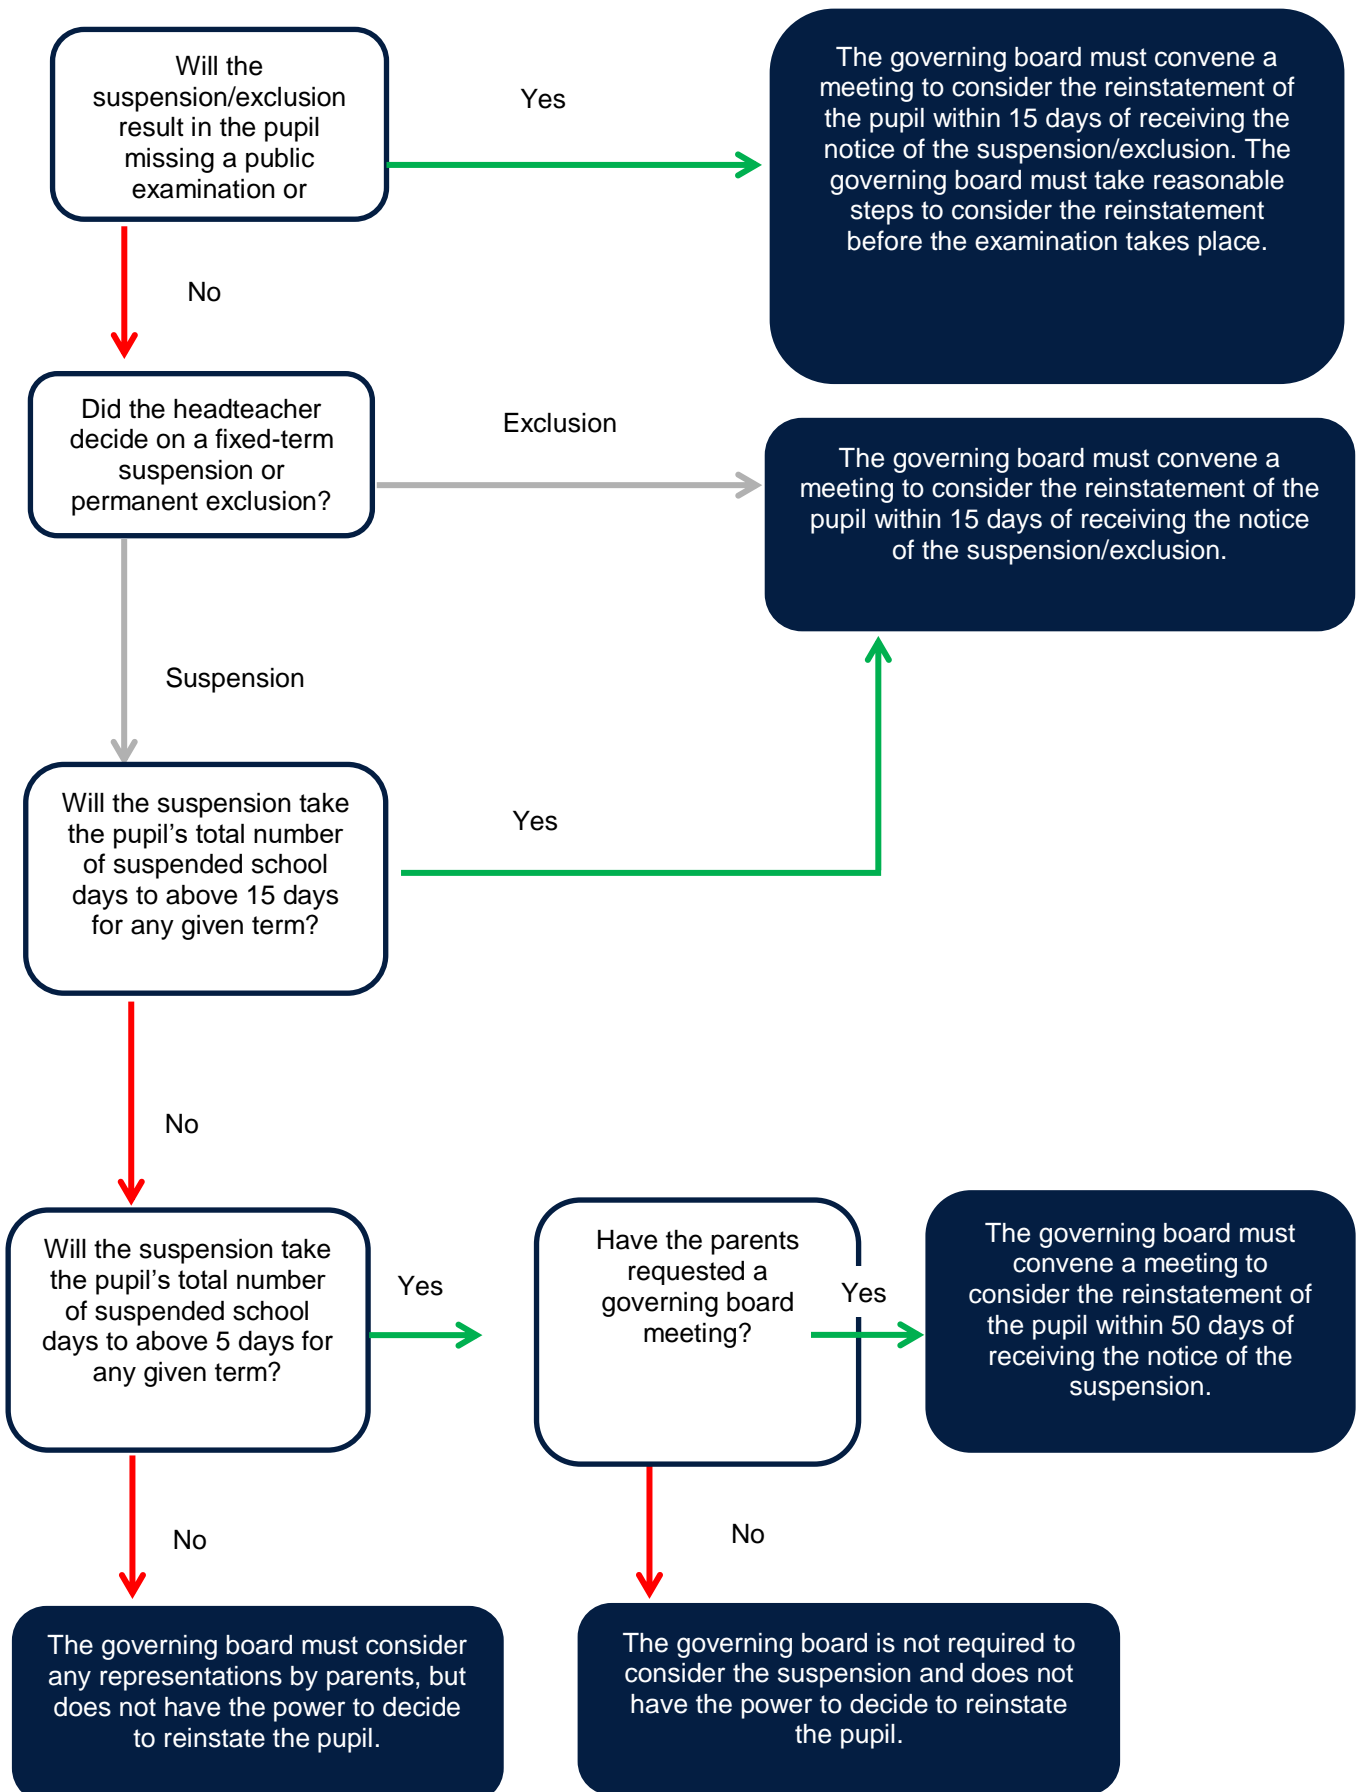 Will the
suspension/exclusion
result in the pupil
missing a public
examination or
Yes
The governing board must convene a
meeting to consider the reinstatement of
the pupil within 15 days of receiving the
notice of the suspension/exclusion. The
governing board must take reasonable
steps to consider the reinstatement
before the examination takes place.
No
Did the headteacher
decide on a fixed-term
suspension or
permanent exclusion?
Exclusion
The governing board must convene a
meeting to consider the reinstatement of the
pupil within 15 days of receiving the notice
of the suspension/exclusion.
Suspension
Will the suspension take
the pupil’s total number
of suspended school
days to above 15 days
for any given term?
Yes
No
Will the suspension take
the pupil’s total number
of suspended school
days to above 5 days for
any given term?
Yes
Have the parents
requested a
governing board
meeting?
Yes
The governing board must
convene a meeting to
consider the reinstatement of
the pupil within 50 days of
receiving the notice of the
suspension.
No
No
The governing board must consider
any representations by parents, but
does not have the power to decide
to reinstate the pupil.
The governing board is not required to
consider the suspension and does not
have the power to decide to reinstate
the pupil.